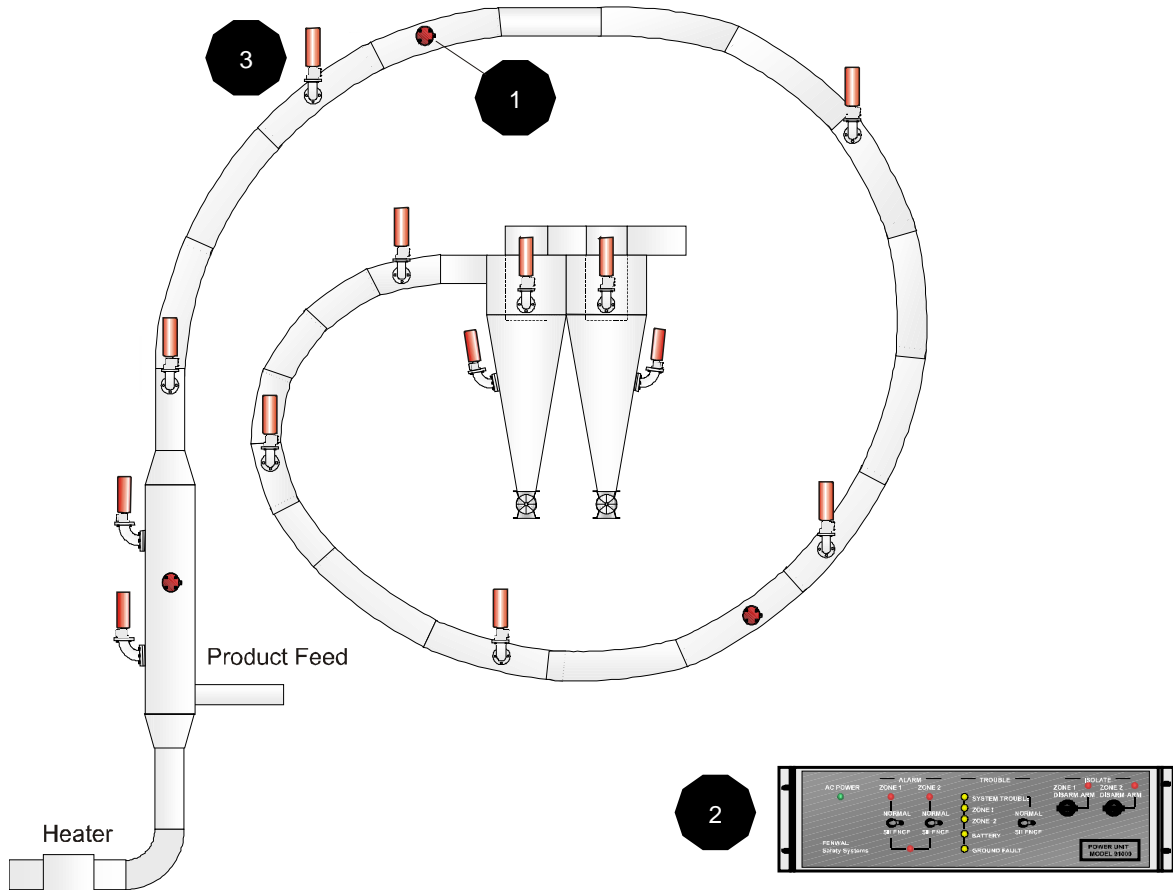 3
1
Product Feed
Heater
2
ALARM
TROUBLE
ISOLATE
AC POWER
ZONE 1
ZONE 2
SYSTEM TROUBLE
ZONE 1
ZONE 2
BATTERY
GROUND FAULT
NORMAL
NORMAL
NORMAL
ZONE 1
DISARM ARM
ZONE 2
DISARM ARM
FENWAL
Safety Systems
POWER UNIT
MODEL